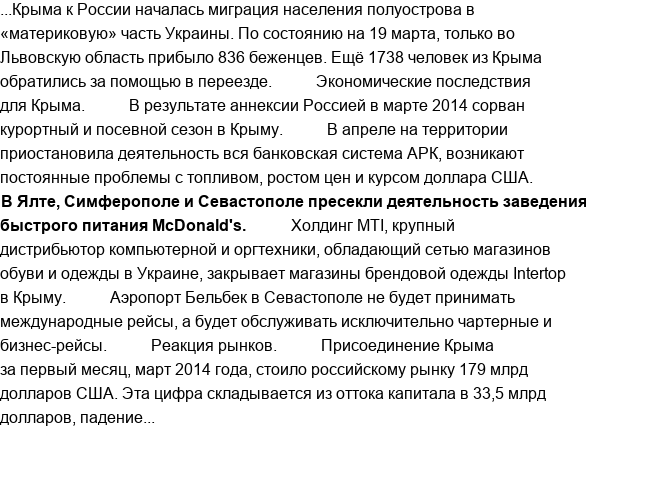 ...Крыма к России началась миграция населения полуострова в
«материковую» часть Украины. По состоянию на 19 марта, только во
Львовскую область прибыло 836 беженцев. Ещё 1738 человек из Крыма
обратились за помощью в переезде. Экономические последствия
для Крыма. В результате аннексии Россией в марте 2014 сорван
курортный и посевной сезон в Крыму. В апреле на территории
приостановила деятельность вся банковская система АРК, возникают
постоянные проблемы с топливом, ростом цен и курсом доллара США.
В Ялте, Симферополе и Севастополе пресекли деятельность заведения
быстрого питания McDonald's. Холдинг MTI, крупный
дистрибьютор компьютерной и оргтехники, обладающий сетью магазинов
обуви и одежды в Украине, закрывает магазины брендовой одежды Intertop
в Крыму. Аэропорт Бельбек в Севастополе не будет принимать
международные рейсы, а будет обслуживать исключительно чартерные и
бизнес-рейсы. Реакция рынков. Присоединение Крыма
за первый месяц, март 2014 года, стоило российскому рынку 179 млрд
долларов США. Эта цифра складывается из оттока капитала в 33,5 млрд
долларов, падение...